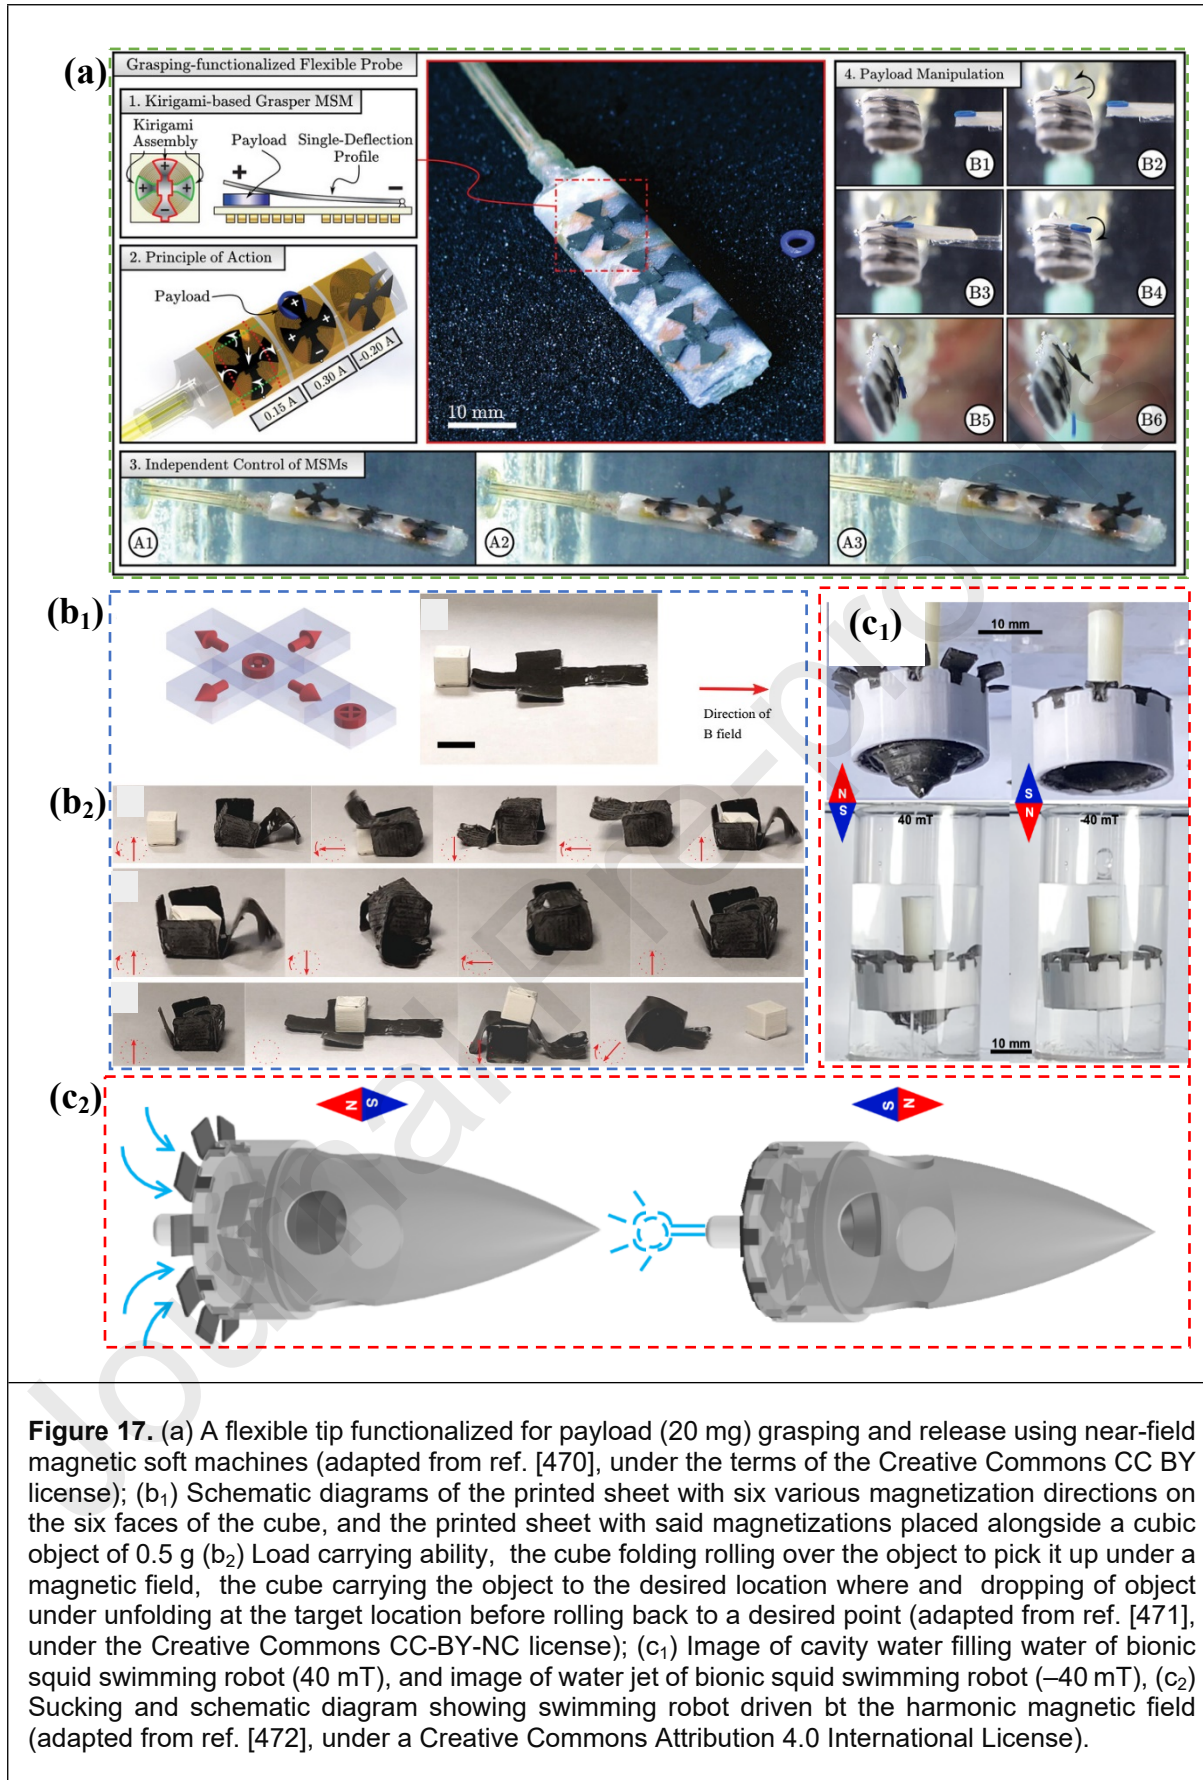 (a)
Grasping-functionalized Flexible Probe
1. Kirigami-based Grasper MSM
Kirigami
Assembly
Payload
Single-Deflection
Profile
+
−
+
+
+
−
2. Principle of Action
Payload
+
+
+
−
0.15 A
0.30 A
-0.20 A
10 mm
4. Payload Manipulation
B1
B2
B3
B4
B5
B6
3. Independent Control of MSMs
A1
A2
A3
(b1)
Direction of
B field
(b2)
(c1)
10 mm
N
S
S
N
40 mT
-40 mT
10 mm
(c2)
N
S
S
N
Journal Pre-proofs
Figure 17. (a) A flexible tip functionalized for payload (20 mg) grasping and release using near-field
magnetic soft machines (adapted from ref. [470], under the terms of the Creative Commons CC BY
license); (b1) Schematic diagrams of the printed sheet with six various magnetization directions on
the six faces of the cube, and the printed sheet with said magnetizations placed alongside a cubic
object of 0.5 g (b2) Load carrying ability, the cube folding rolling over the object to pick it up under a
magnetic field, the cube carrying the object to the desired location where and dropping of object
under unfolding at the target location before rolling back to a desired point (adapted from ref. [471],
under the Creative Commons CC-BY-NC license); (c1) Image of cavity water filling water of bionic
squid swimming robot (40 mT), and image of water jet of bionic squid swimming robot (–40 mT), (c2)
Sucking and schematic diagram showing swimming robot driven bt the harmonic magnetic field
(adapted from ref. [472], under a Creative Commons Attribution 4.0 International License).